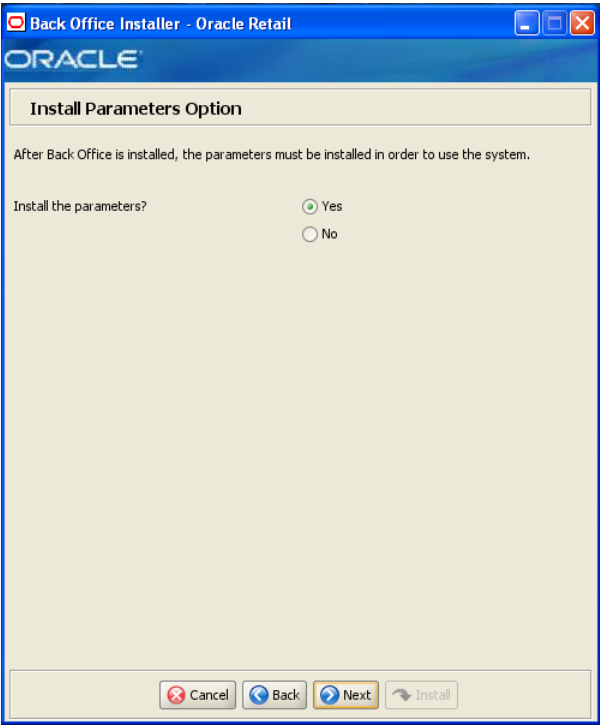 Back Office Installer - Oracle Retail
ORACLE
Install Parameters Option
After Back Office is installed, the parameters must be installed in order to use the system.
Install the parameters? Yes
No
Cancel Back Next Install